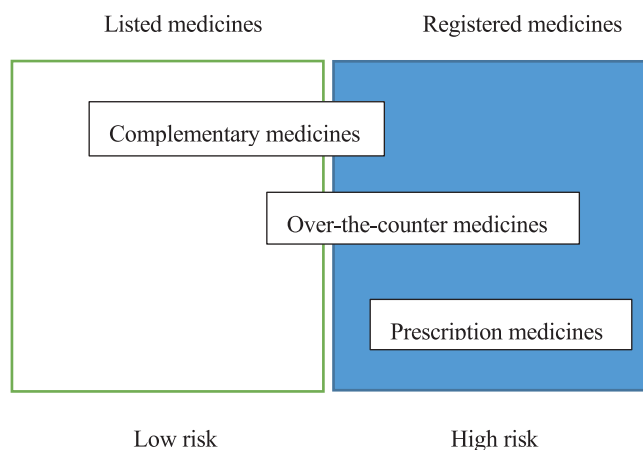 Listed medicines
Registered medicines
Complementary medicines
Over-the-counter medicines
Prescription medicines
Low risk
High risk